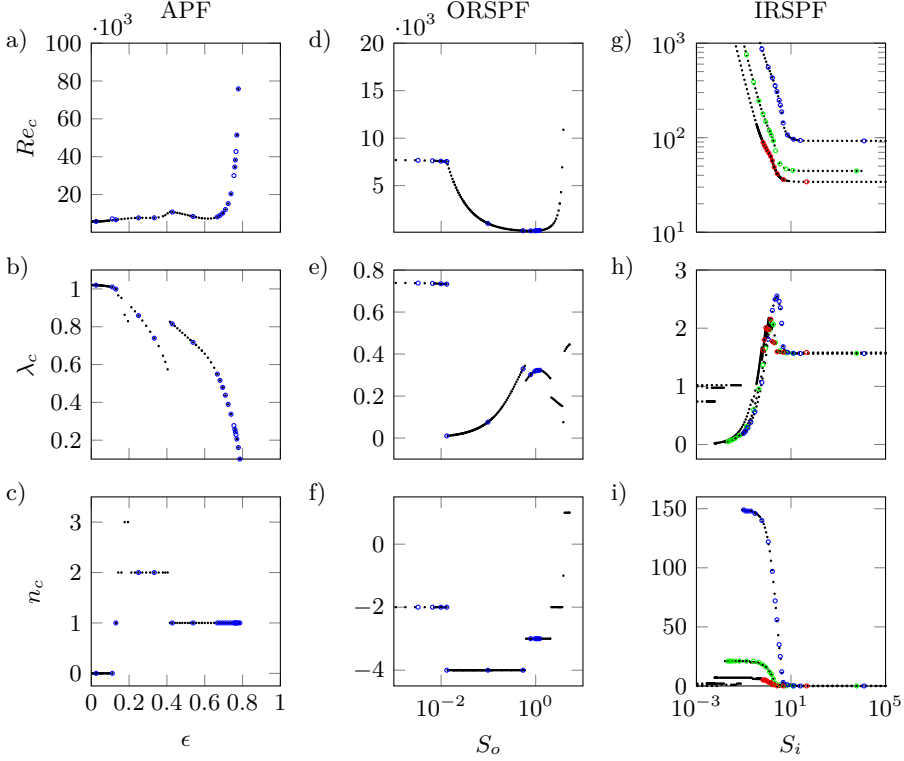 APF
ORSPF
IRSPF
a)
·10³
100
80
60
40
20
Re_c
d)
·10³
20
15
10
5
0
g)
10³
10²
10¹
b)
1
0.8
0.6
0.4
0.2
λ_c
e)
0.8
0.6
0.4
0.2
0
h)
3
2
1
0
c)
3
2
1
0
n_c
0 0.2 0.4 0.6 0.8 1
ϵ
f)
0
−2
−4
10⁻² 10⁰
S_o
i)
150
100
50
0
10⁻³ 10¹ 10⁵
S_i